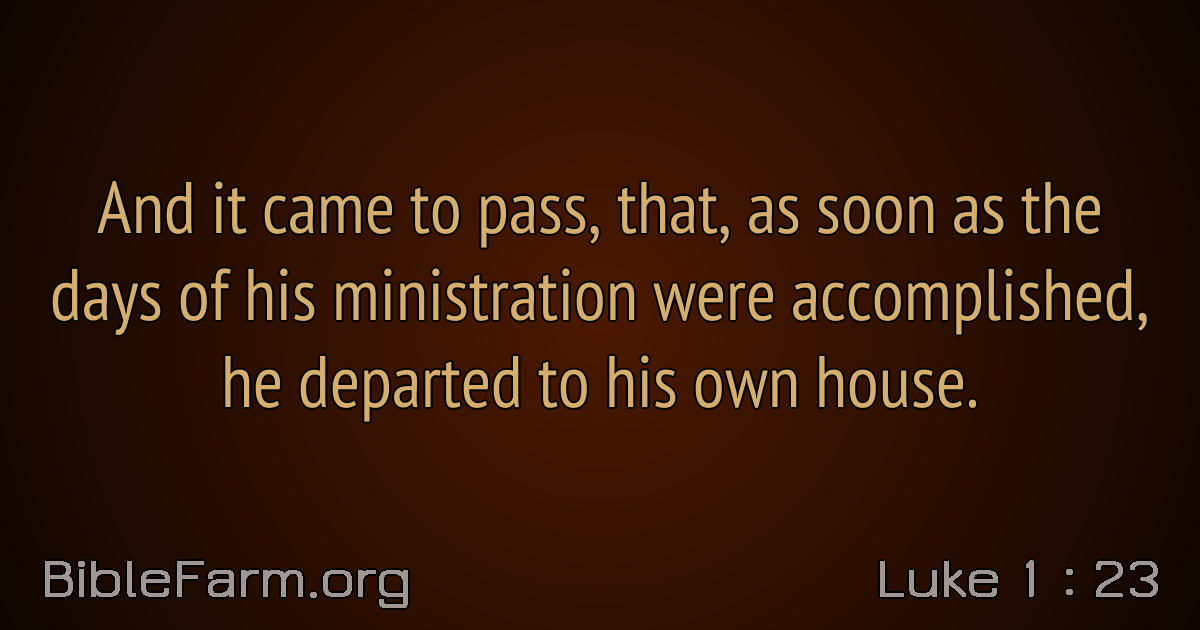 And it came to pass, that, as soon as the
days of his ministration were accomplished,
he departed to his own house.
BibleFarm.org
Luke 1 : 23